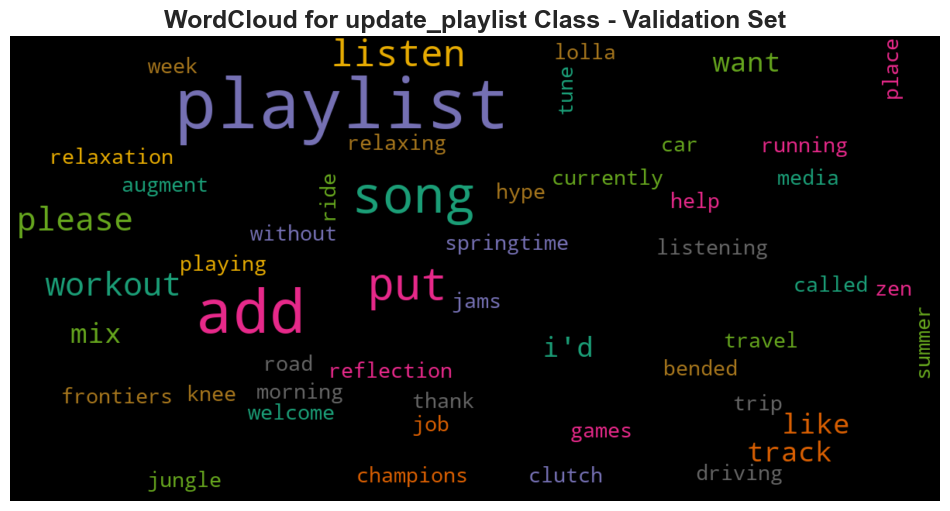 WordCloud for update_playlist Class - Validation Set
week
listen
lolla
want
place
playlist
tune
relaxation
relaxing
car
running
augment
ride
song
hype
currently
media
help
please
without
springtime
listening
playing
workout
add
put
jams
called
zen
mix
i'd
travel
summer
road
reflection
bended
frontiers
knee
morning
thank
trip
welcome
job
games
like
track
jungle
champions
clutch
driving